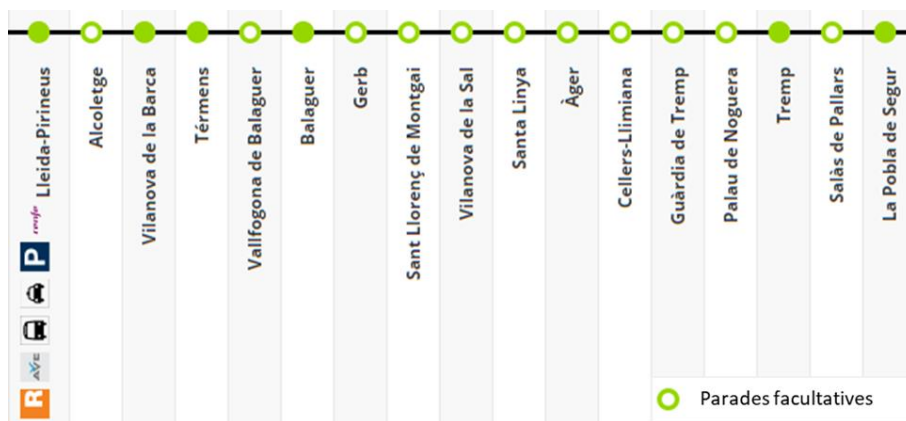 Lleida-Pirineus
renfe
P
AVE
R
Alcoletge
Vilanova de la Barca
Térmens
Vallfogona de Balaguer
Balaguer
Gerb
Sant Llorenç de Montgai
Vilanova de la Sal
Santa Linya
Àger
Cellers-Llimiana
Guàrdia de Tremp
Palau de Noguera
Tremp
Salàs de Pallars
La Pobla de Segur
Parades facultatives